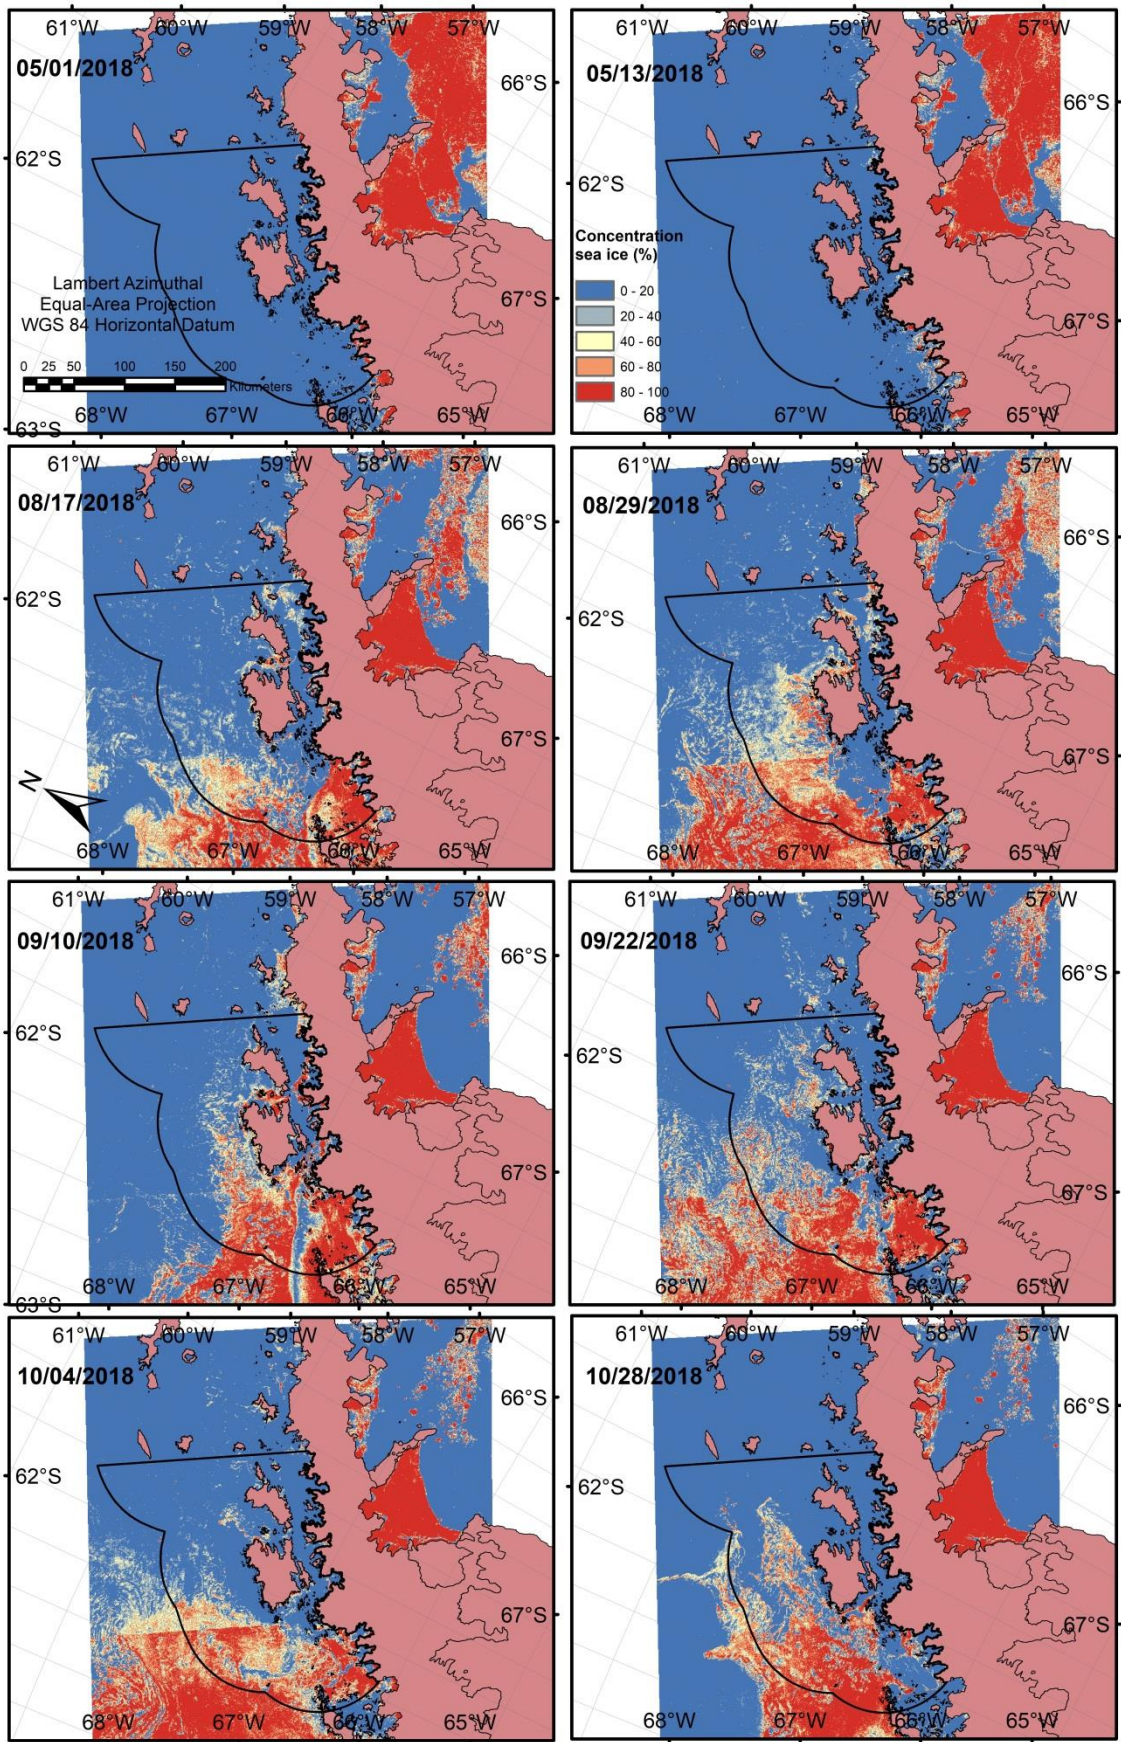 61°W 60°W 59°W 58°W 57°W
05/01/2018
66°S
62°S
67°S
Lambert Azimuthal
Equal-Area Projection
WGS 84 Horizontal Datum
0 25 50 100 150 200
Kilometers
68°W 67°W 66°W 65°W
63°S
61°W 60°W 59°W 58°W 57°W
05/13/2018
66°S
62°S
Concentration
sea ice (%)
0 - 20
20 - 40
40 - 60
60 - 80
80 - 100
67°S
68°W 67°W 66°W 65°W
61°W 60°W 59°W 58°W 57°W
08/17/2018
66°S
62°S
67°S
N
68°W 67°W 66°W 65°W
61°W 60°W 59°W 58°W 57°W
08/29/2018
66°S
62°S
67°S
68°W 67°W 66°W 65°W
61°W 60°W 59°W 58°W 57°W
09/10/2018
66°S
62°S
67°S
68°W 67°W 66°W 65°W
63°S
61°W 60°W 59°W 58°W 57°W
09/22/2018
66°S
62°S
67°S
68°W 67°W 66°W 65°W
61°W 60°W 59°W 58°W 57°W
10/04/2018
66°S
62°S
67°S
68°W 67°W 66°W 65°W
61°W 60°W 59°W 58°W 57°W
10/28/2018
66°S
62°S
67°S
68°W 67°W 66°W 65°W